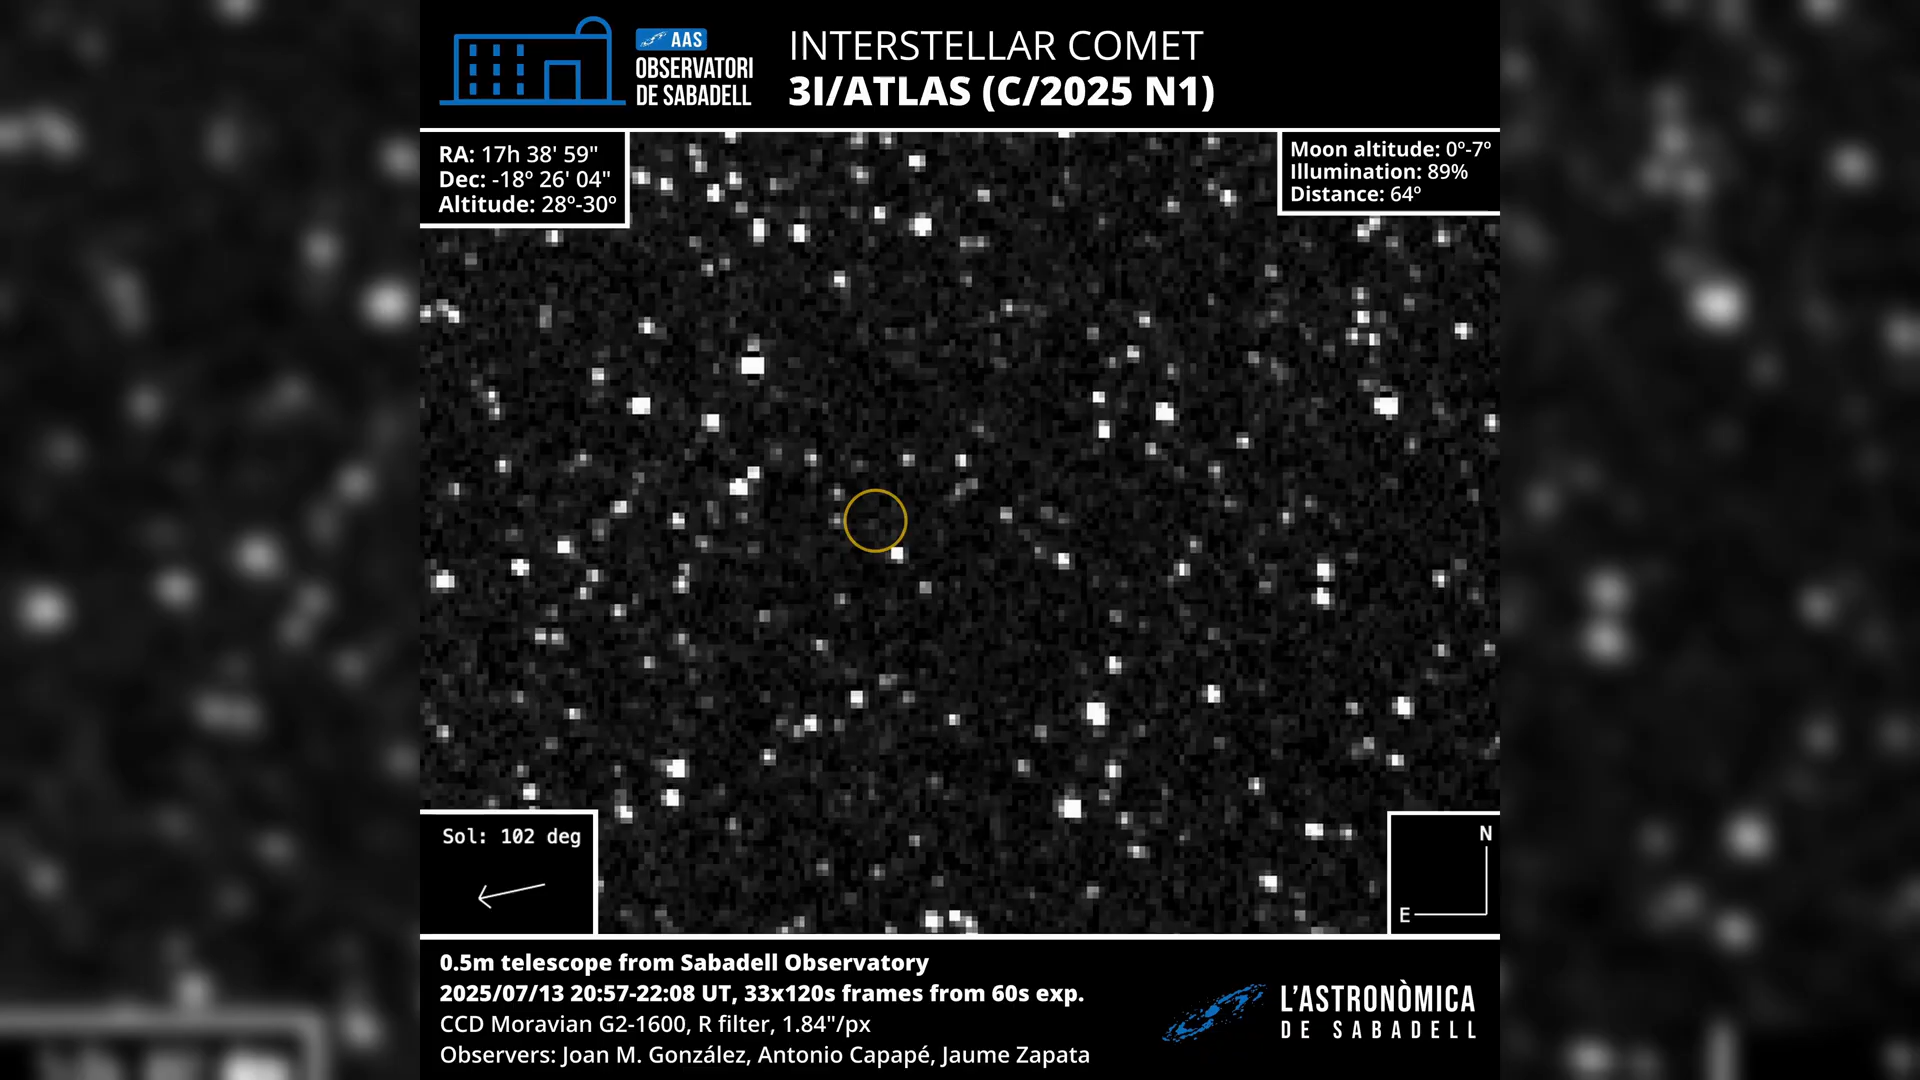 AAS
OBSERVATORI
DE SABADELL
INTERSTELLAR COMET
3I/ATLAS (C/2025 N1)
RA: 17h 38' 59"
Dec: -18º 26' 04"
Altitude: 28º-30º
Moon altitude: 0º-7º
Illumination: 89%
Distance: 64º
Sol: 102 deg
N
E
0.5m telescope from Sabadell Observatory
2025/07/13 20:57-22:08 UT, 33x120s frames from 60s exp.
CCD Moravian G2-1600, R filter, 1.84"/px
Observers: Joan M. González, Antonio Capapé, Jaume Zapata
L'ASTRONÒMICA
DE SABADELL